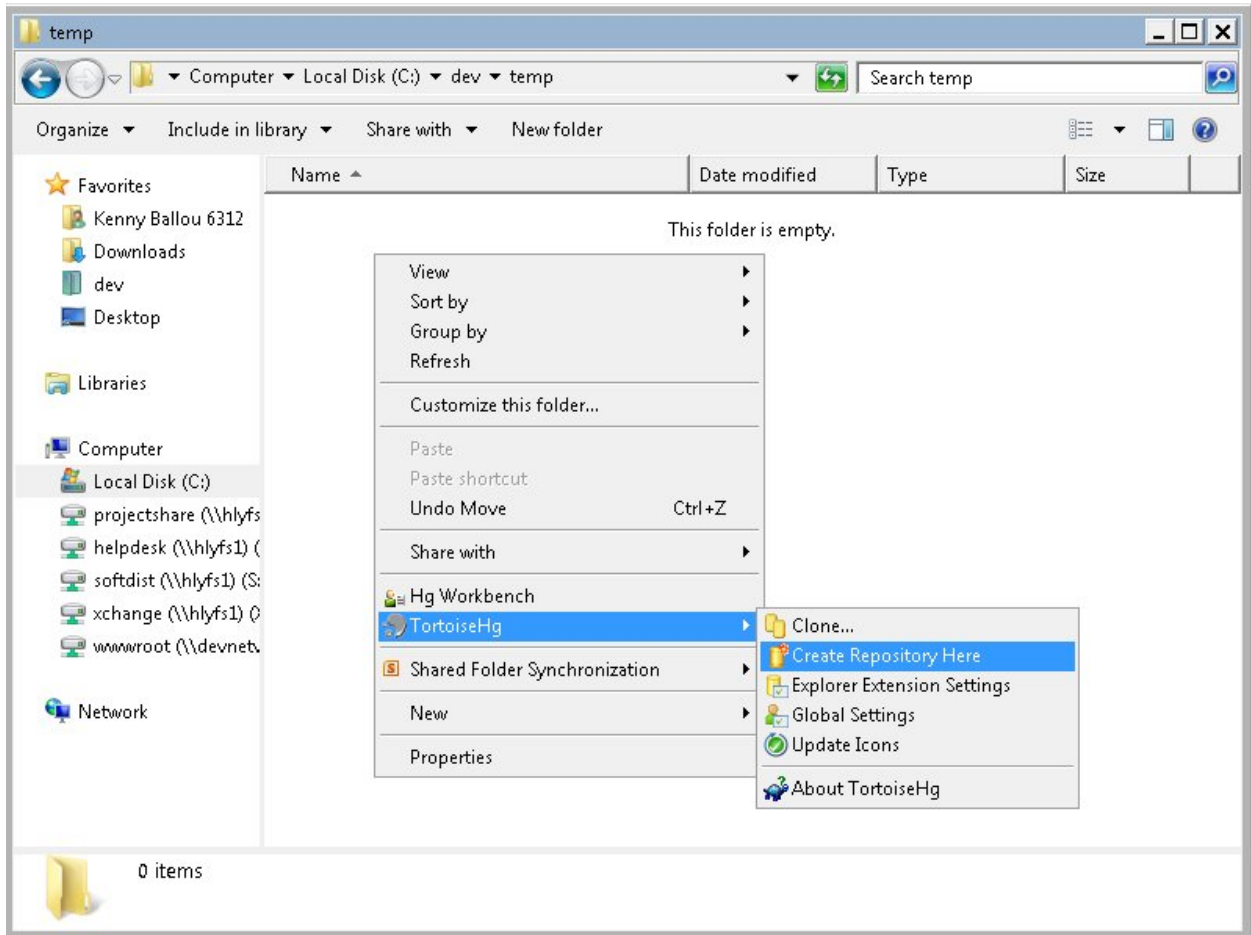 temp
Computer Local Disk (C:) dev temp
Search temp
Organize Include in library Share with New folder
Name Date modified Type Size
Favorites
Kenny Ballou 6312
Downloads
dev
Desktop
Libraries
Computer
Local Disk (C:)
projectshare (\\hlyfs
helpdesk (\\hlyfs1) (
softdist (\\hlyfs1) (S:
xchange (\\hlyfs1) (X
wwwroot (\\devnetv
Network
This folder is empty.
View
Sort by
Group by
Refresh
Customize this folder...
Paste
Paste shortcut
Undo Move Ctrl+Z
Share with
Hg Workbench
TortoiseHg
Shared Folder Synchronization
New
Properties
Clone...
Create Repository Here
Explorer Extension Settings
Global Settings
Update Icons
About TortoiseHg
0 items